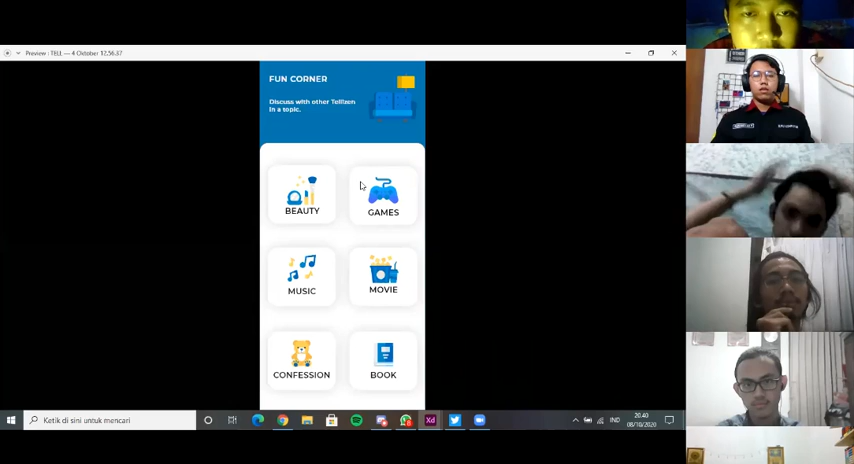 Preview : TELL — 4 Oktober 17.56.37
FUN CORNER
Discuss with other Tellizen
in a topic.
BEAUTY
GAMES
MUSIC
MOVIE
CONFESSION
BOOK
Ketik di sini untuk mencari
Xd
IND
20.40
08/10/2020